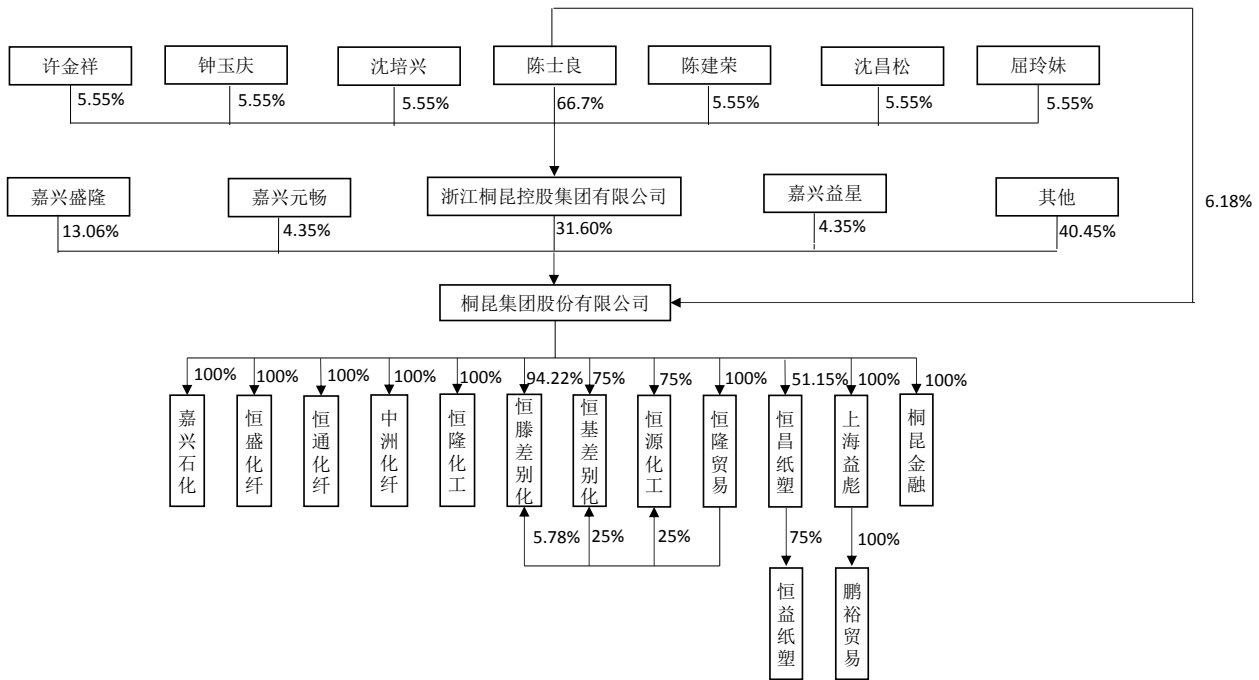 许金祥
钟玉庆
沈培兴
陈士良
陈建荣
沈昌松
屈玲妹
5.55%
5.55%
5.55%
66.7%
5.55%
5.55%
5.55%
嘉兴盛隆
嘉兴元畅
浙江桐昆控股集团有限公司
嘉兴益星
其他
6.18%
13.06%
4.35%
31.60%
4.35%
40.45%
桐昆集团股份有限公司
100%
100%
100%
100%
100%
94.22%
75%
75%
100%
51.15%
100%
100%
嘉兴石化
恒盛化纤
恒通化纤
中洲化纤
恒隆化工
恒腾差别化
恒基差别化
恒源化工
恒隆贸易
恒昌纸塑
上海益彪
桐昆金融
5.78%
25%
25%
75%
100%
恒益纸塑
鹏裕贸易